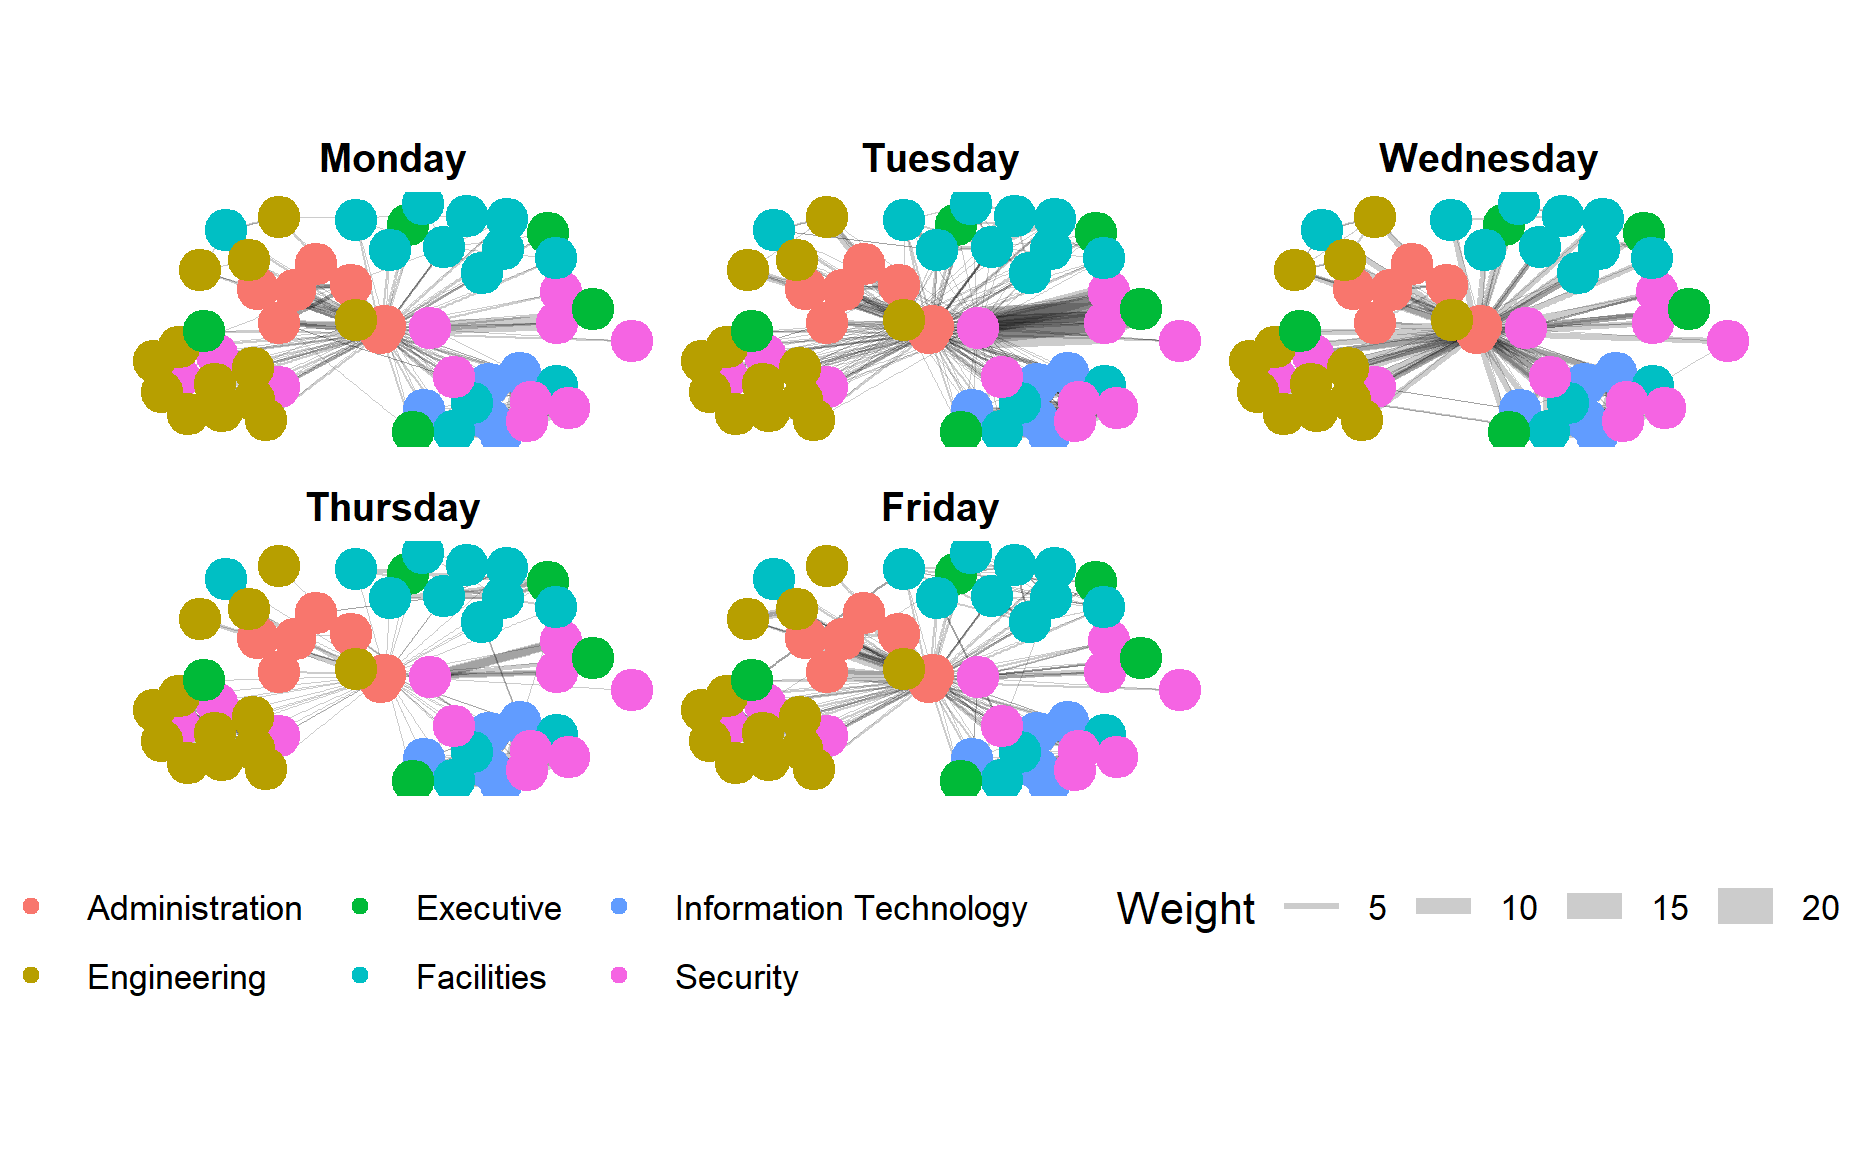 Monday
Tuesday
Wednesday
Thursday
Friday
Administration
Executive
Information Technology
Weight
5
10
15
20
Engineering
Facilities
Security